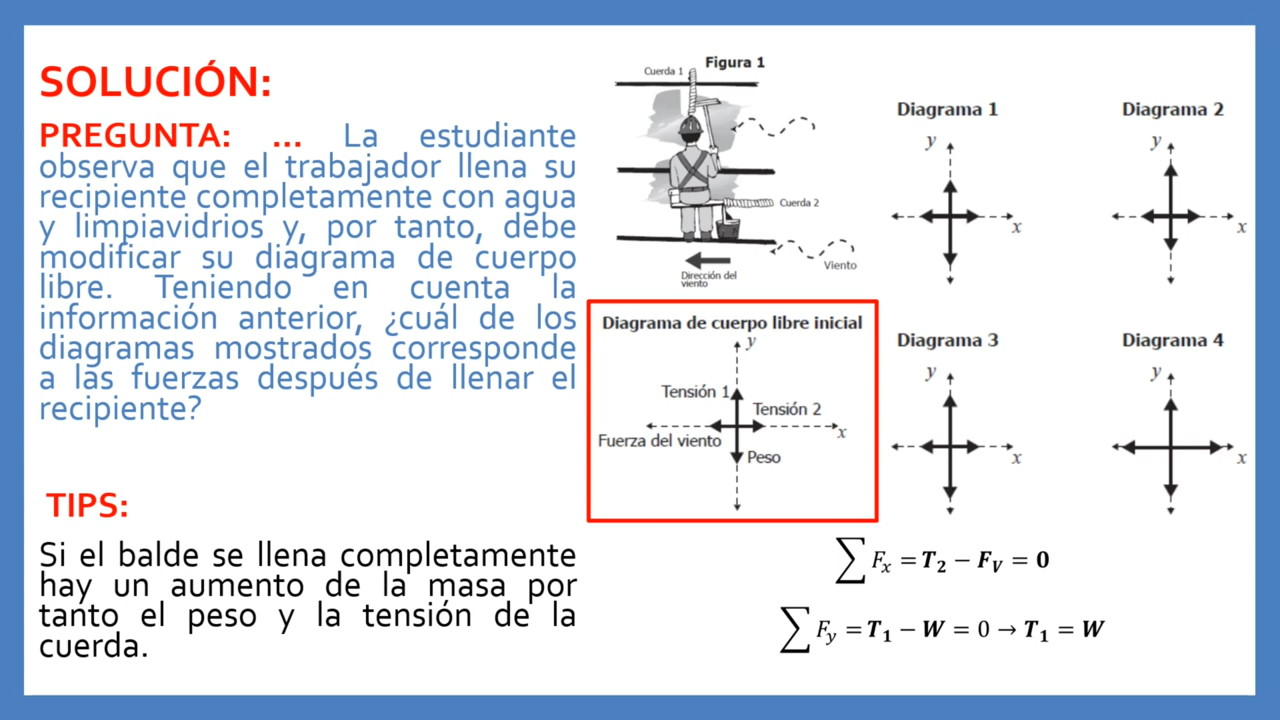 SOLUCIÓN:
PREGUNTA: ... La estudiante
observa que el trabajador llena su
recipiente completamente con agua
y limpiavidrios y, por tanto, debe
modificar su diagrama de cuerpo
libre. Teniendo en cuenta la
información anterior, ¿cuál de los
diagramas mostrados corresponde
a las fuerzas después de llenar el
recipiente?
TIPS:
Si el balde se llena completamente
hay un aumento de la masa por
tanto el peso y la tensión de la
cuerda.
Figura 1
Cuerda 1
Cuerda 2
Viento
Dirección del
viento
Diagrama de cuerpo libre inicial
y
Tensión 1
Tensión 2
x
Fuerza del viento
Peso
Diagrama 1
y
x
Diagrama 2
y
x
Diagrama 3
y
x
Diagrama 4
y
x
∑ Fx = T2 − FV = 0
∑ Fy = T1 − W = 0 → T1 = W